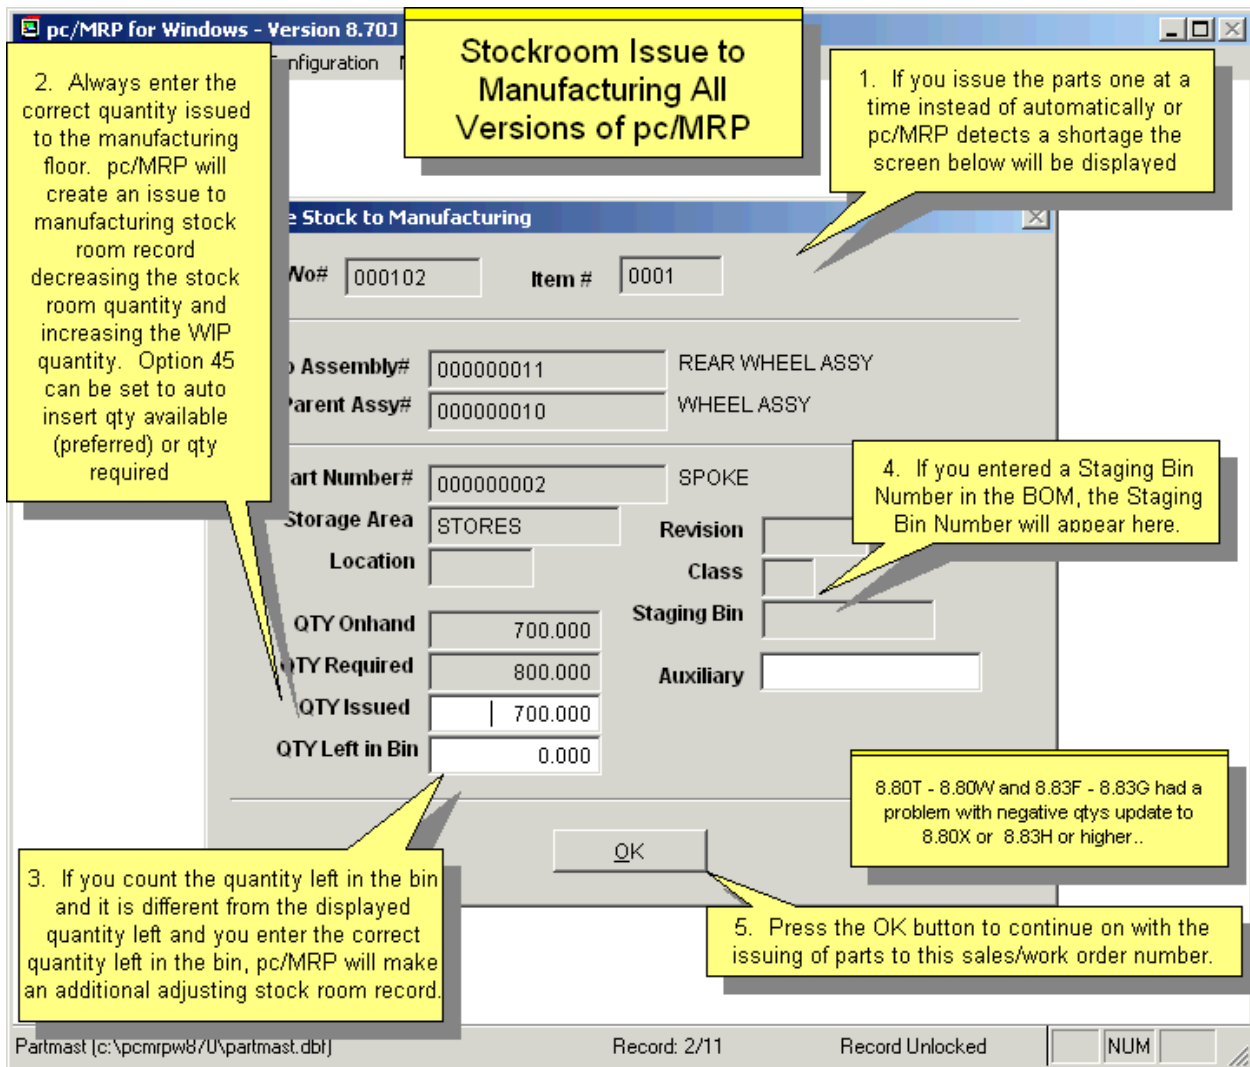 pc/MRP for Windows - Version 8.70J
nfiguration
Stockroom Issue to
Manufacturing All
Versions of pc/MRP
2. Always enter the
correct quantity issued
to the manufacturing
floor. pc/MRP will
create an issue to
manufacturing stock
room record
decreasing the stock
room quantity and
increasing the WIP
quantity. Option 45
can be set to auto
insert qty available
(preferred) or qty
required
1. If you issue the parts one at a
time instead of automatically or
pc/MRP detects a shortage the
screen below will be displayed
e Stock to Manufacturing
Wo# 000102 Item # 0001
Assembly# 000000011 REAR WHEEL ASSY
Parent Assy# 000000010 WHEEL ASSY
art Number# 000000002 SPOKE
Storage Area STORES Revision
Location Class
4. If you entered a Staging Bin
Number in the BOM, the Staging
Bin Number will appear here.
QTY Onhand 700.000 Staging Bin
QTY Required 800.000 Auxiliary
QTY Issued 700.000
QTY Left in Bin 0.000
8.80T - 8.80W and 8.83F - 8.83G had a
problem with negative qtys update to
8.80X or 8.83H or higher..
OK
3. If you count the quantity left in the bin
and it is different from the displayed
quantity left and you enter the correct
quantity left in the bin, pc/MRP will make
an additional adjusting stock room record.
5. Press the OK button to continue on with the
issuing of parts to this sales/work order number.
Partmast (c:\pcmrpw870\partmast.dbf) Record: 2/11 Record Unlocked NUM